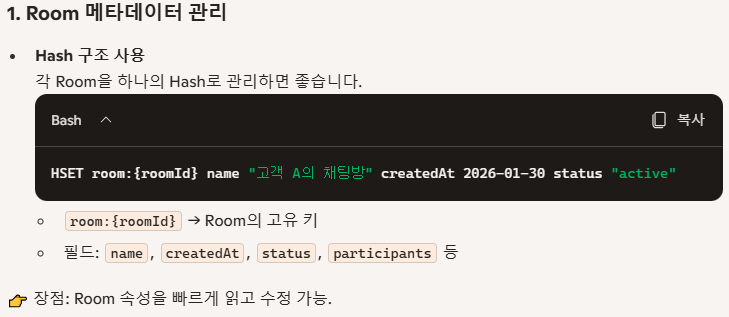 1. Room 메타데이터 관리
• Hash 구조 사용
각 Room을 하나의 Hash로 관리하면 좋습니다.
Bash 복사
HSET room:{roomId} name "고객 A의 채팅방" createdAt 2026-01-30 status "active"
◦ room:{roomId} → Room의 고유 키
◦ 필드: name, createdAt, status, participants 등
👉 장점: Room 속성을 빠르게 읽고 수정 가능.